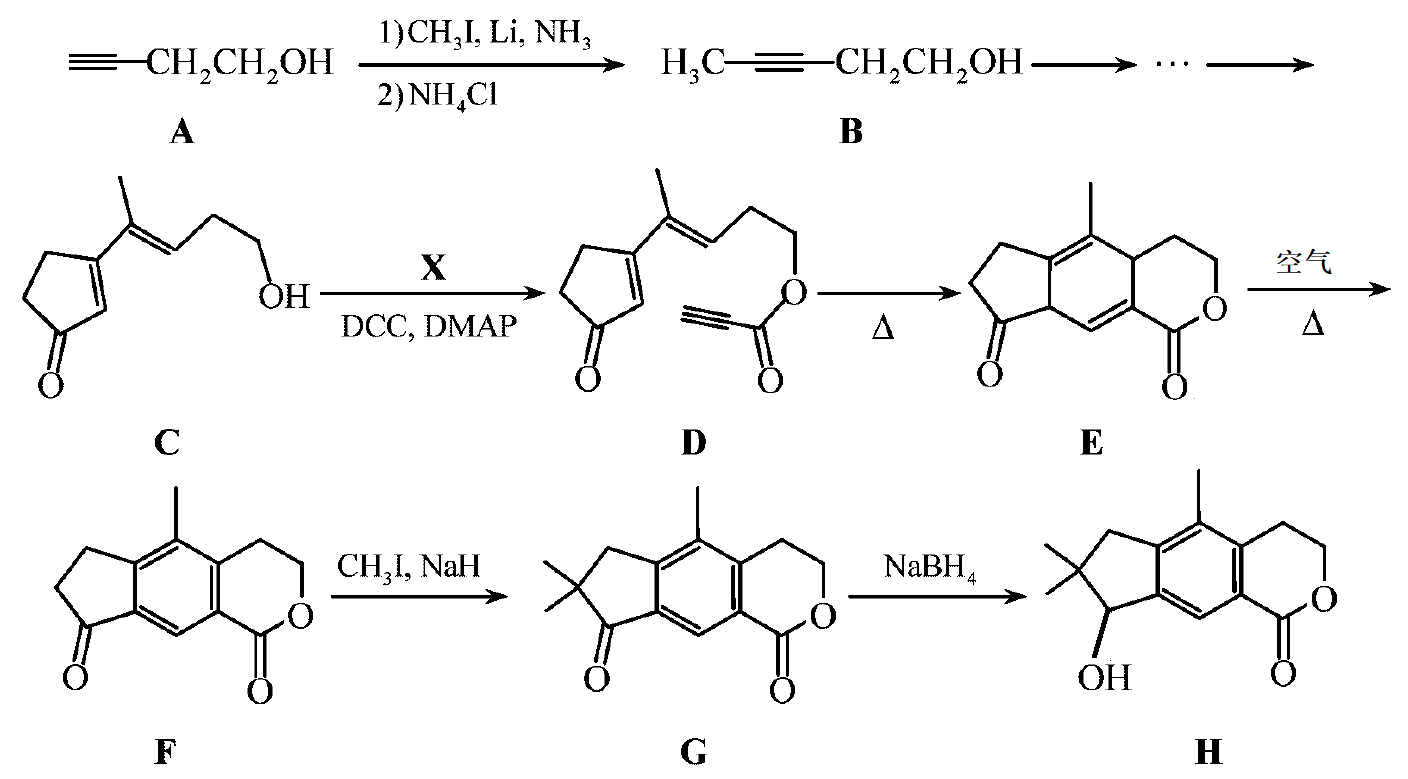 ≡—CH₂CH₂OH 1)CH₃I, Li, NH₃ 2)NH₄Cl H₃C—≡—CH₂CH₂OH ···
A B
OH X DCC, DMAP O O O Δ O O O 空气 Δ
C D E
O O O CH₃I, NaH O O O NaBH₄ OH O O
F G H